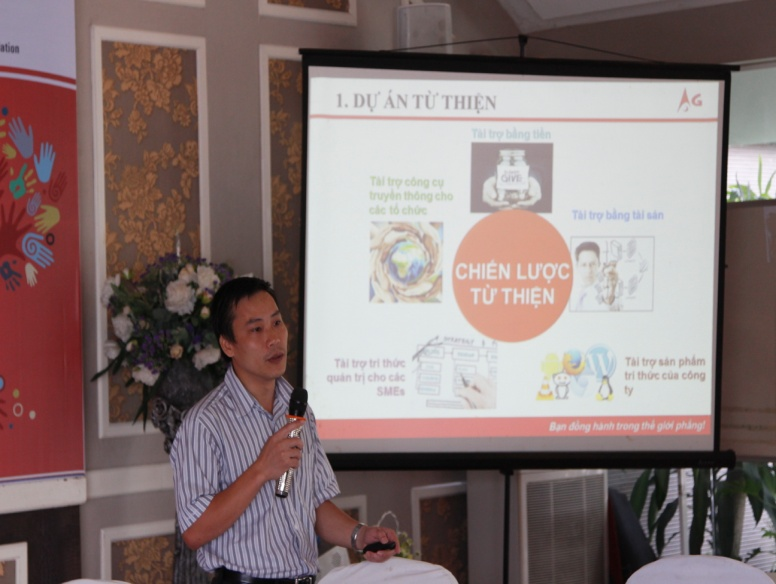 ation
1. DỰ ÁN TỪ THIỆN
AG
Tài trợ bằng tiền
GIVE
Tài trợ công cụ
truyền thông cho
các tổ chức
Tài trợ bằng tài sản
CHIẾN LƯỢC
TỪ THIỆN
Tài trợ tri thức
quản trị cho các
SMEs
Tài trợ sản phẩm
tri thức của công
ty
Bạn đồng hành trong thế giới phẳng!